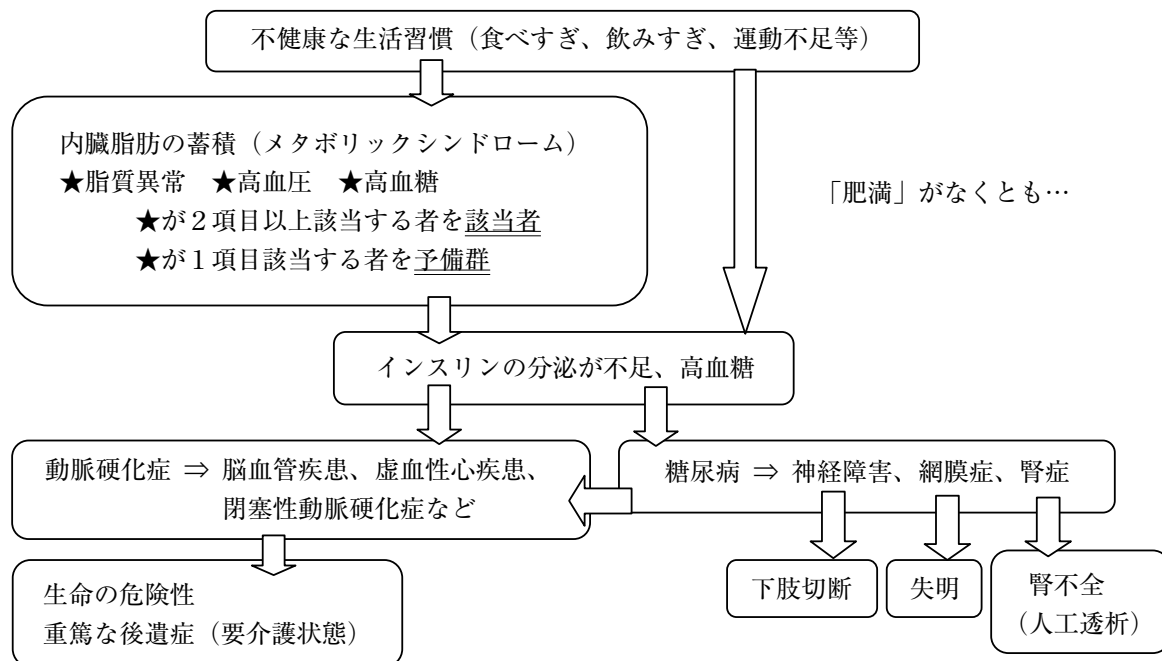 不健康な生活習慣（食べすぎ、飲みすぎ、運動不足等）
内臓脂肪の蓄積（メタボリックシンドローム）
★脂質異常　★高血圧　★高血糖
★が２項目以上該当する者を該当者
★が１項目該当する者を予備群
「肥満」がなくとも…
インスリンの分泌が不足、高血糖
動脈硬化症 ⇒ 脳血管疾患、虚血性心疾患、
閉塞性動脈硬化症など
糖尿病 ⇒ 神経障害、網膜症、腎症
生命の危険性
重篤な後遺症（要介護状態）
下肢切断
失明
腎不全
（人工透析）